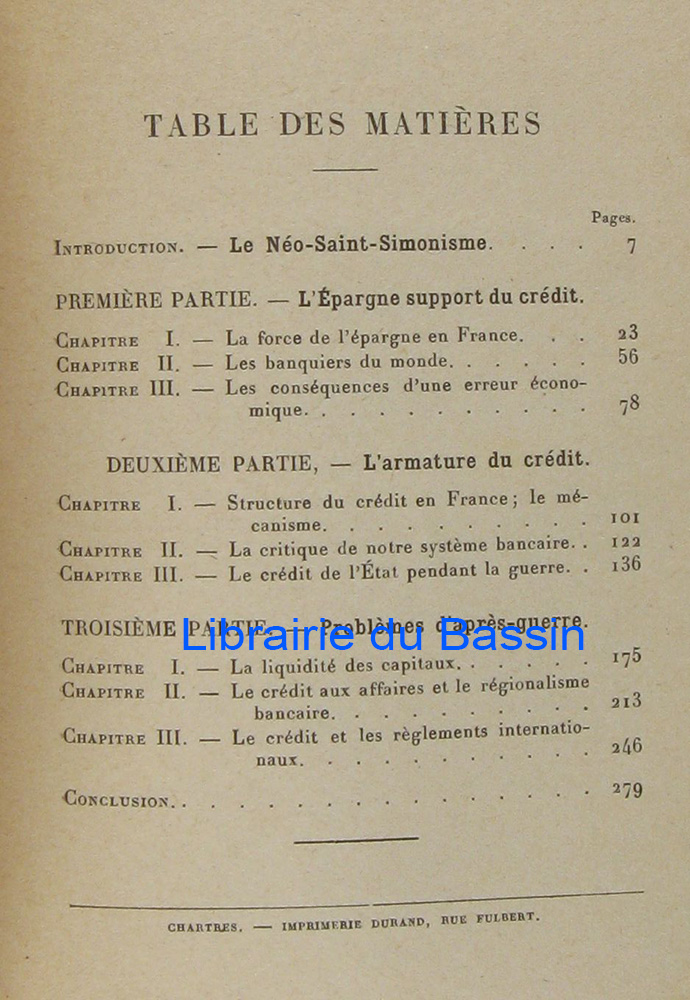 TABLE DES MATIÈRES
Pages.
INTRODUCTION. — Le Néo-Saint-Simonisme. . . . . 7
PREMIÈRE PARTIE. — L'Épargne support du crédit.
CHAPITRE I. — La force de l'épargne en France. . . 23
CHAPITRE II. — Les banquiers du monde. . . . . . 56
CHAPITRE III. — Les conséquences d'une erreur écono-
mique. . . . . . . . . . . 78
DEUXIÈME PARTIE, — L'armature du crédit.
CHAPITRE I. — Structure du crédit en France; le mé-
canisme. . . . . . . . . . 101
CHAPITRE II. — La critique de notre système bancaire. . 122
CHAPITRE III. — Le crédit de l'État pendant la guerre. . 136
TROISIÈME PARTIE. — Problèmes d'après-guerre.
Librairie du Bassin
CHAPITRE I. — La liquidité des capitaux. . . . . . 175
CHAPITRE II. — Le crédit aux affaires et le régionalisme
bancaire. . . . . . . . . . 213
CHAPITRE III. — Le crédit et les règlements internatio-
naux. . . . . . . . . . . 246
CONCLUSION. . . . . . . . . . . . . . . . 279
CHARTRES. — IMPRIMERIE DURAND, RUE FULBERT.